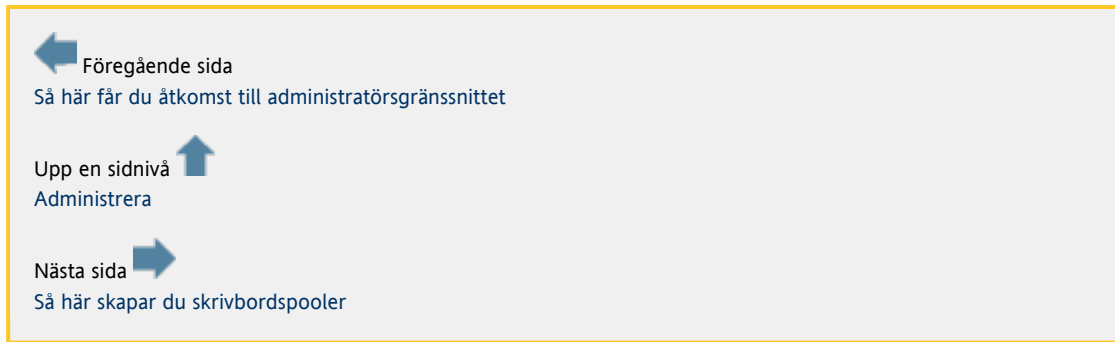 Föregående sida
Så här får du åtkomst till administratörsgränssnittet
Upp en sidnivå
Administrera
Nästa sida
Så här skapar du skrivbordspooler